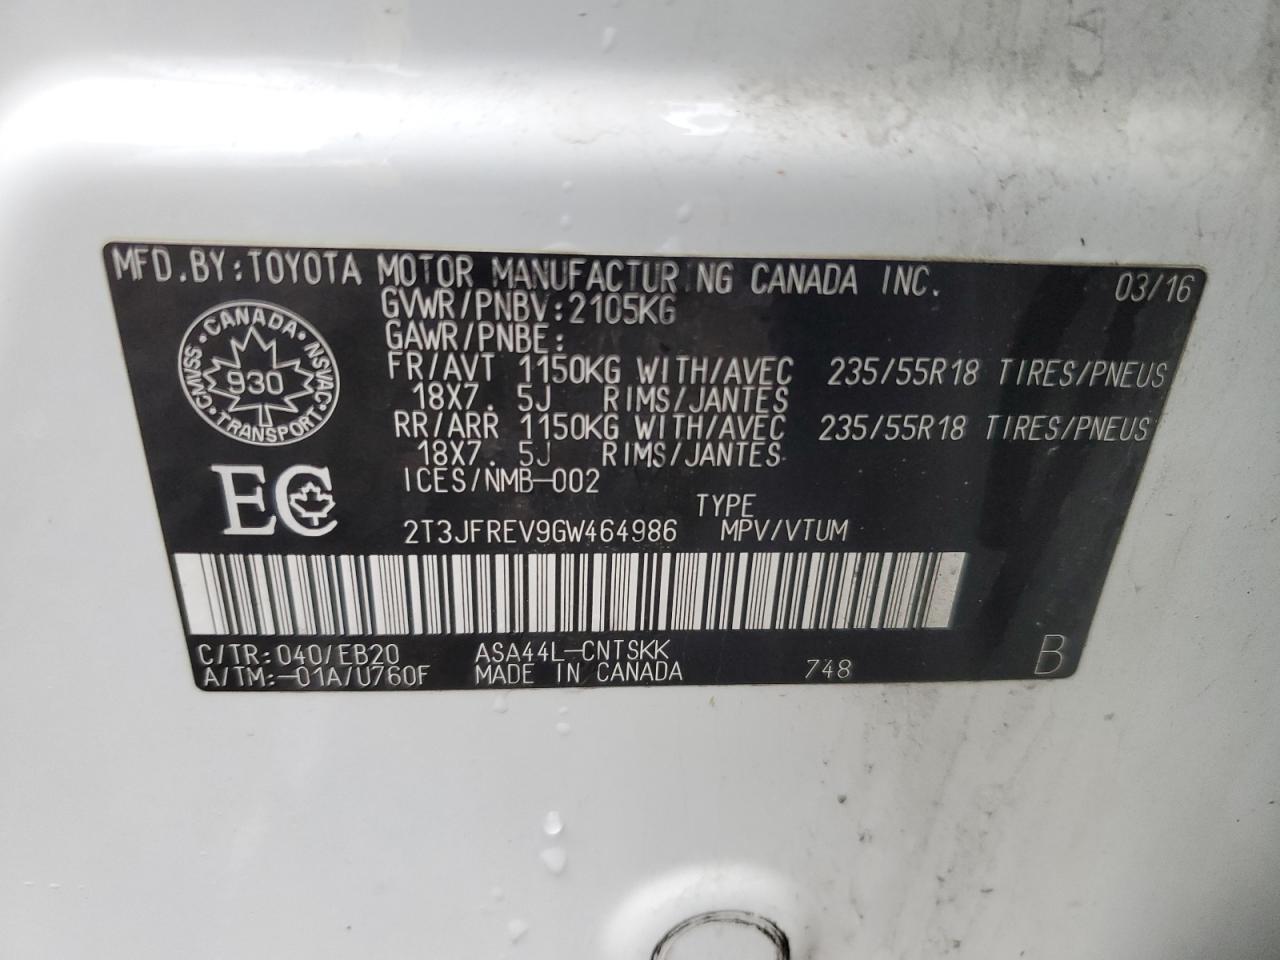 MFD.BY:TOYOTA MOTOR MANUFACTURING CANADA INC. 03/16
GVWR/PNBV:2105KG
GAWR/PNBE:
FR/AVT 1150KG WITH/AVEC 235/55R18 TIRES/PNEUS
18X7.5J RIMS/JANTES
RR/ARR 1150KG WITH/AVEC 235/55R18 TIRES/PNEUS
18X7.5J RIMS/JANTES
ICES/NMB-002
CANADA
CMVSS 930 NSVAC
TRANSPORT
EC
TYPE
2T3JFREV9GW464986 MPV/VTUM
C/TR:040/EB20 ASA44L-CNTSKK
A/TM:-01A/U760F MADE IN CANADA 748 B